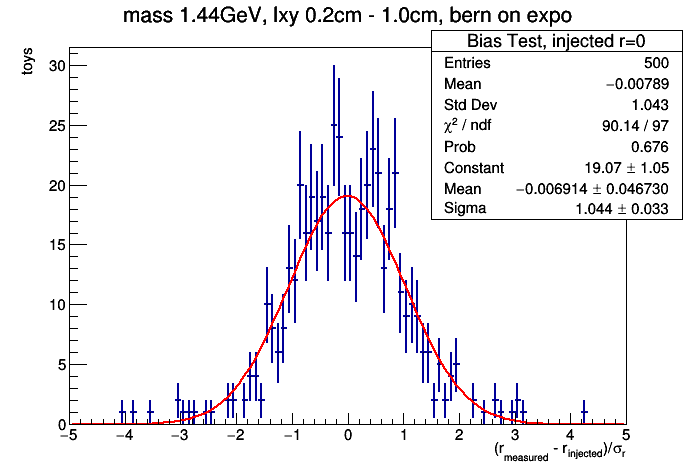 mass 1.44GeV, lxy 0.2cm - 1.0cm, bern on expo
Bias Test, injected r=0
Entries 500
Mean −0.00789
Std Dev 1.043
χ² / ndf 90.14 / 97
Prob 0.676
Constant 19.07 ± 1.05
Mean −0.006914 ± 0.046730
Sigma 1.044 ± 0.033
toys
30
25
20
15
10
5
0
−5 −4 −3 −2 −1 0 1 2 3 4 5
(r_measured - r_injected)/σ_r